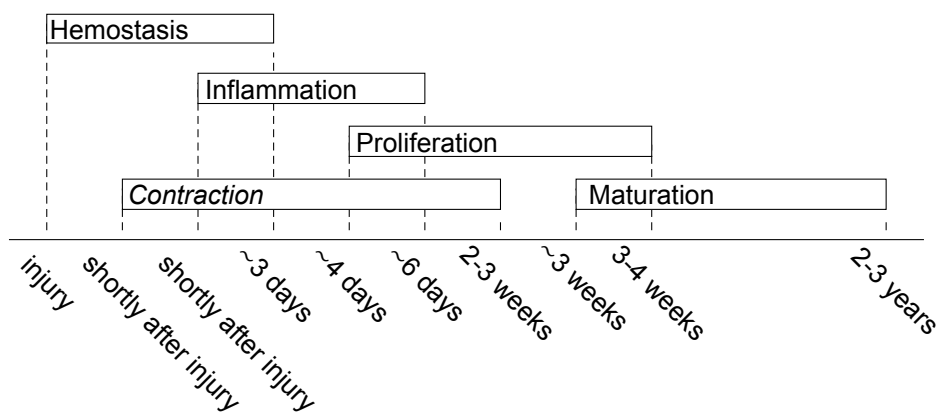 Hemostasis
Inflammation
Proliferation
Contraction
Maturation
injury
shortly after injury
shortly after injury
~3 days
~4 days
~6 days
2-3 weeks
~3 weeks
3-4 weeks
2-3 years